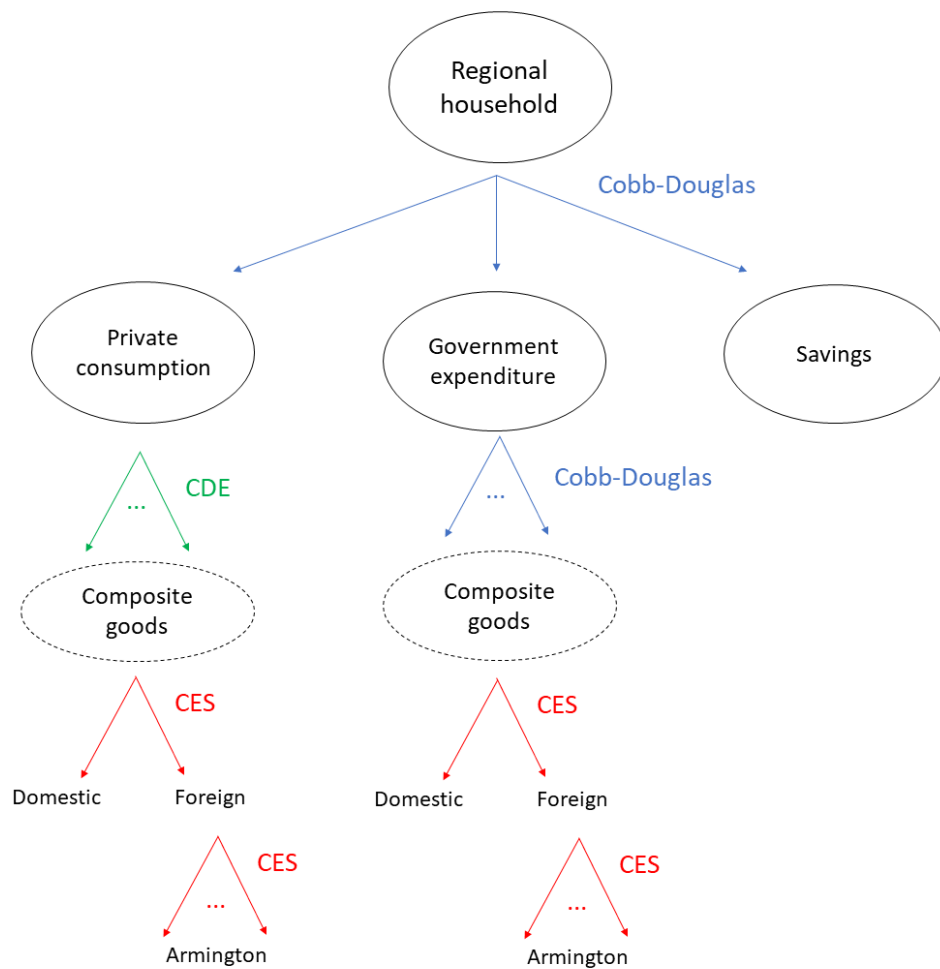 Regional
household
Cobb-Douglas
Private
consumption
Government
expenditure
Savings
CDE
...
Cobb-Douglas
...
Composite
goods
Composite
goods
CES
CES
Domestic
Foreign
Domestic
Foreign
CES
...
CES
...
Armington
Armington